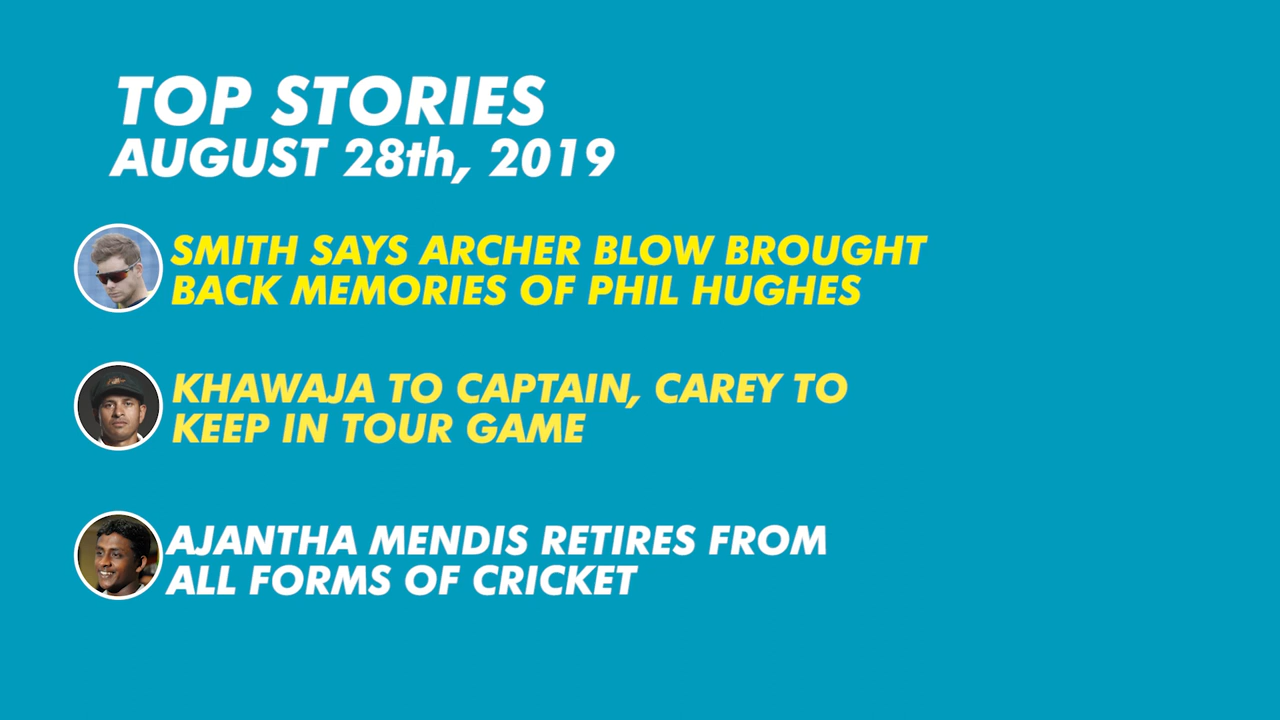 TOP STORIES
AUGUST 28th, 2019
SMITH SAYS ARCHER BLOW BROUGHT
BACK MEMORIES OF PHIL HUGHES
KHAWAJA TO CAPTAIN, CAREY TO
KEEP IN TOUR GAME
AJANTHA MENDIS RETIRES FROM
ALL FORMS OF CRICKET